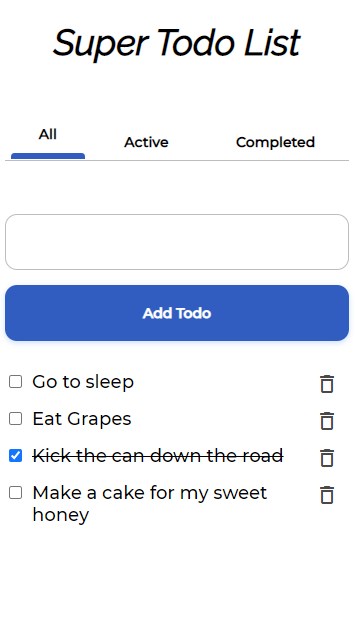 Super Todo List
All
Active
Completed
Add Todo
Go to sleep
Eat Grapes
Kick the can down the road
Make a cake for my sweet
honey